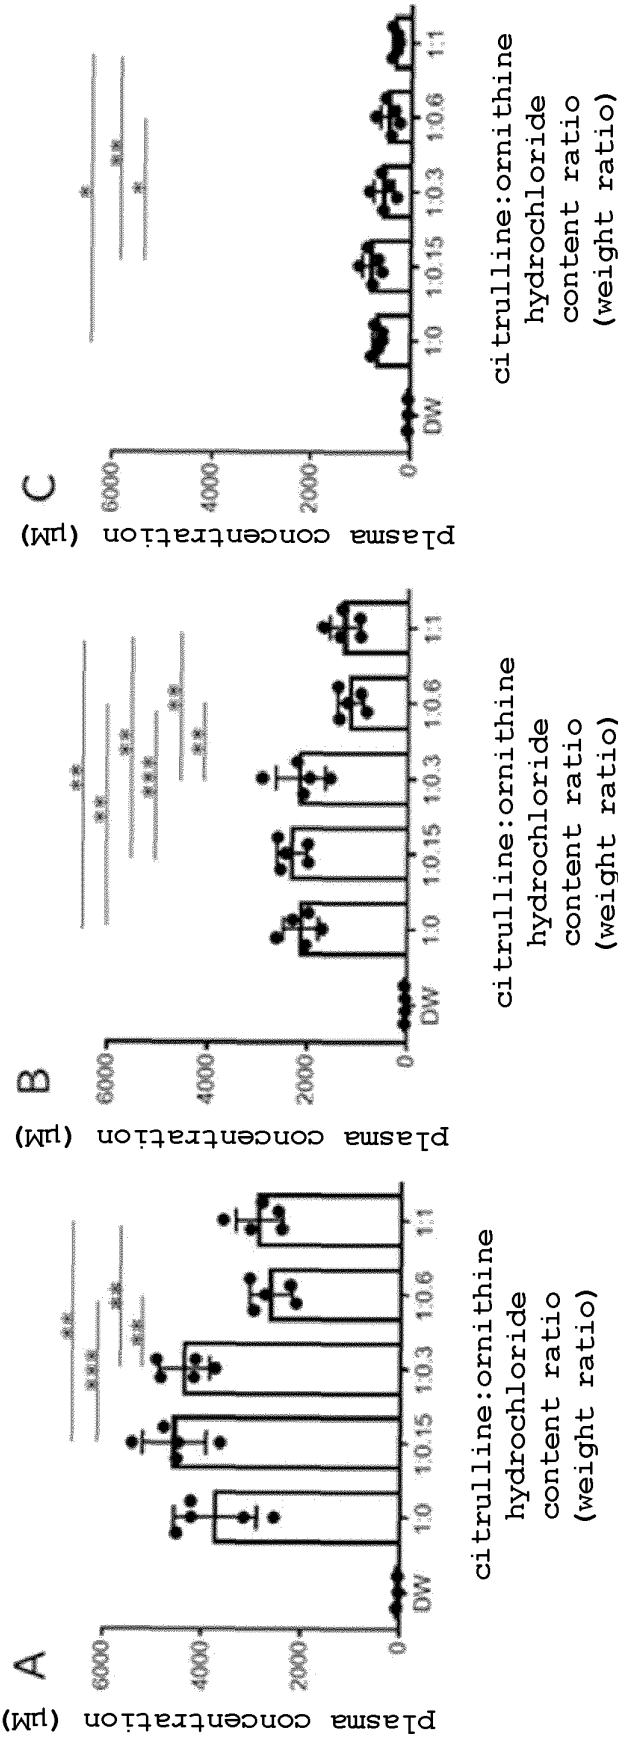 A
plasma concentration (μM)
6000
4000
2000
0
DW
1:0
1:0.15
1:0.3
1:0.6
1:1
**
***
**
**
citrulline:ornithine
hydrochloride
content ratio
(weight ratio)
B
plasma concentration (μM)
6000
4000
2000
0
DW
1:0
1:0.15
1:0.3
1:0.6
1:1
**
**
**
***
**
**
citrulline:ornithine
hydrochloride
content ratio
(weight ratio)
C
plasma concentration (μM)
6000
4000
2000
0
DW
1:0
1:0.15
1:0.3
1:0.6
1:1
*
**
*
citrulline:ornithine
hydrochloride
content ratio
(weight ratio)